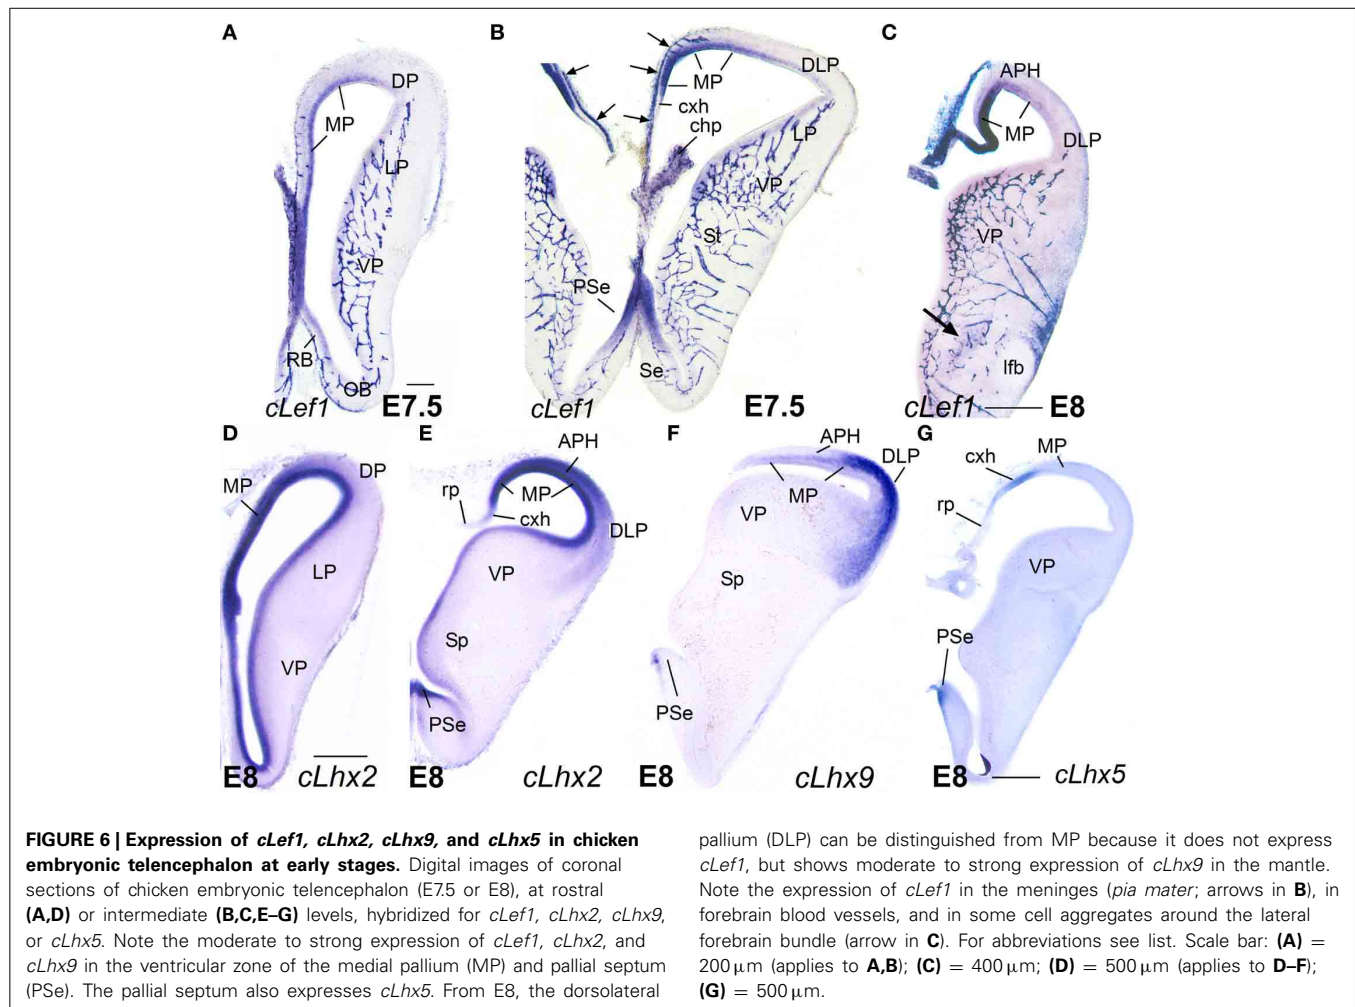 A
B
C
DP
MP
LP
VP
RB
OB
cLef1
E7.5
DLP
MP
cxh
chp
LP
VP
St
PSe
Se
cLef1
E7.5
APH
MP
DLP
VP
lfb
cLef1
E8
D
E
F
G
MP
DP
LP
VP
E8
cLhx2
APH
rp
MP
cxh
DLP
VP
Sp
PSe
E8
cLhx2
APH
DLP
MP
VP
Sp
PSe
E8
cLhx9
MP
cxh
rp
VP
PSe
E8
cLhx5
FIGURE 6 | Expression of cLef1, cLhx2, cLhx9, and cLhx5 in chicken
embryonic telencephalon at early stages. Digital images of coronal
sections of chicken embryonic telencephalon (E7.5 or E8), at rostral
(A,D) or intermediate (B,C,E–G) levels, hybridized for cLef1, cLhx2, cLhx9,
or cLhx5. Note the moderate to strong expression of cLef1, cLhx2, and
cLhx9 in the ventricular zone of the medial pallium (MP) and pallial septum
(PSe). The pallial septum also expresses cLhx5. From E8, the dorsolateral
pallium (DLP) can be distinguished from MP because it does not express
cLef1, but shows moderate to strong expression of cLhx9 in the mantle.
Note the expression of cLef1 in the meninges (pia mater; arrows in B), in
forebrain blood vessels, and in some cell aggregates around the lateral
forebrain bundle (arrow in C). For abbreviations see list. Scale bar: (A) =
200 μm (applies to A,B); (C) = 400 μm; (D) = 500 μm (applies to D–F);
(G) = 500 μm.